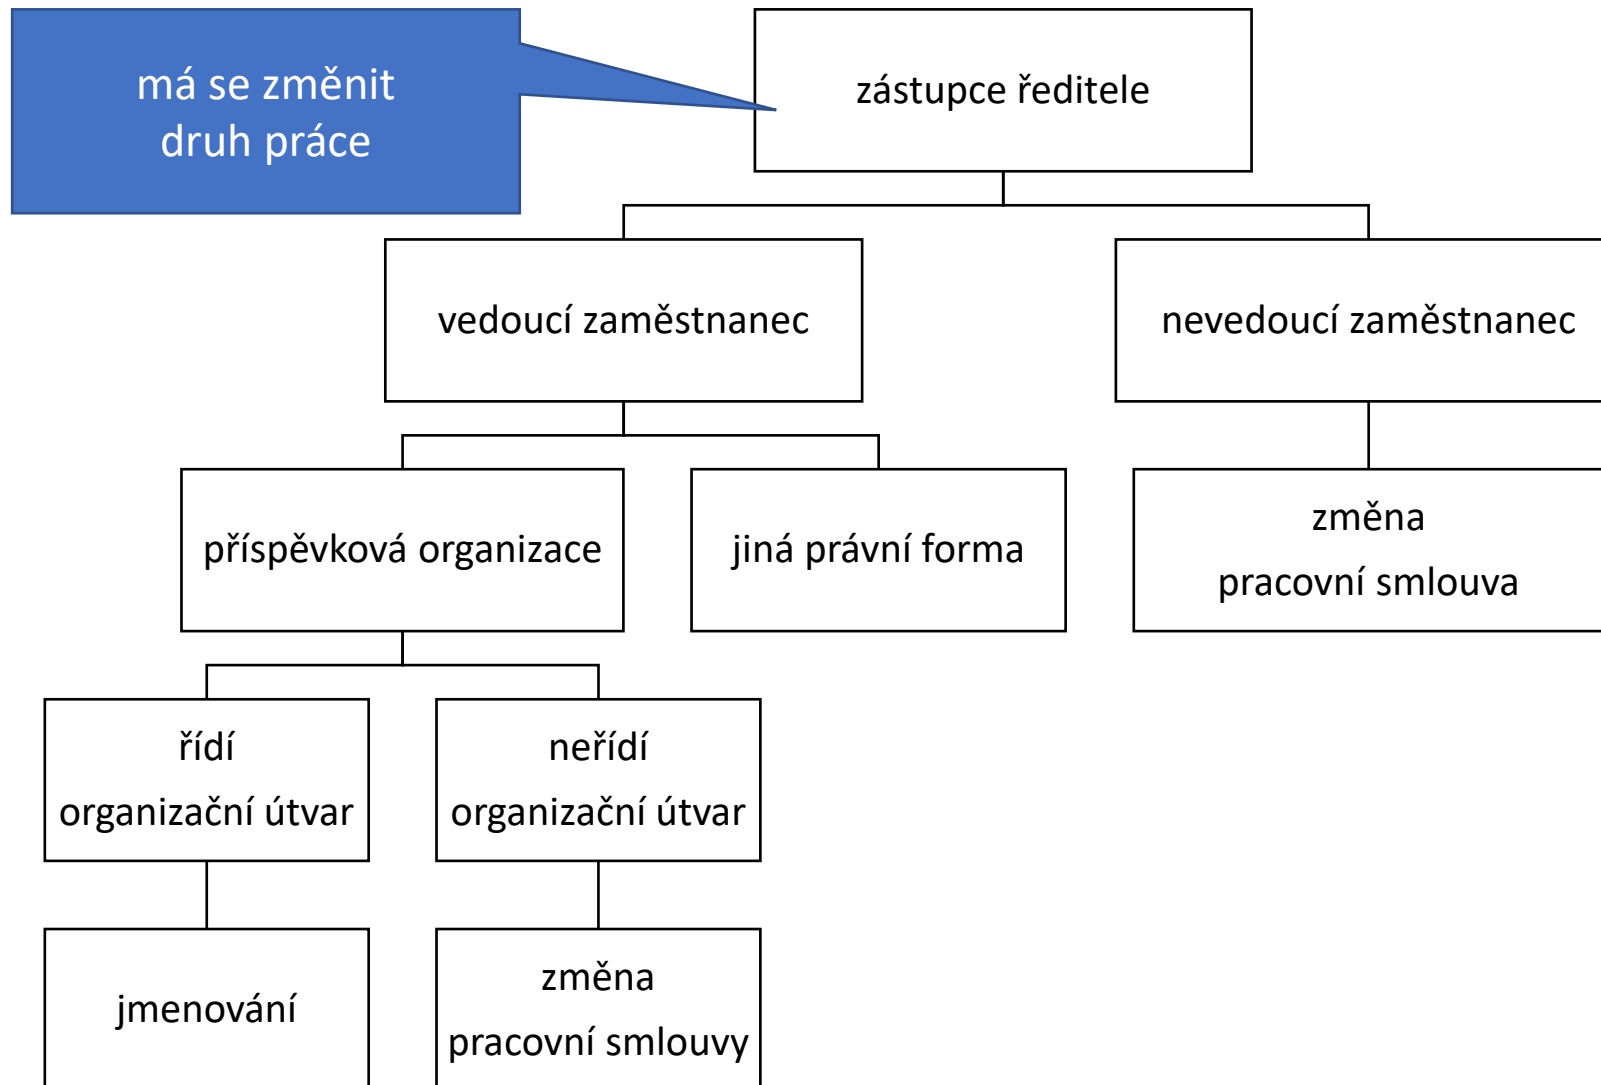 má se změnit
druh práce
zástupce ředitele
vedoucí zaměstnanec
nevedoucí zaměstnanec
příspěvková organizace
jiná právní forma
změna
pracovní smlouva
řídí
organizační útvar
neřídí
organizační útvar
jmenování
změna
pracovní smlouvy